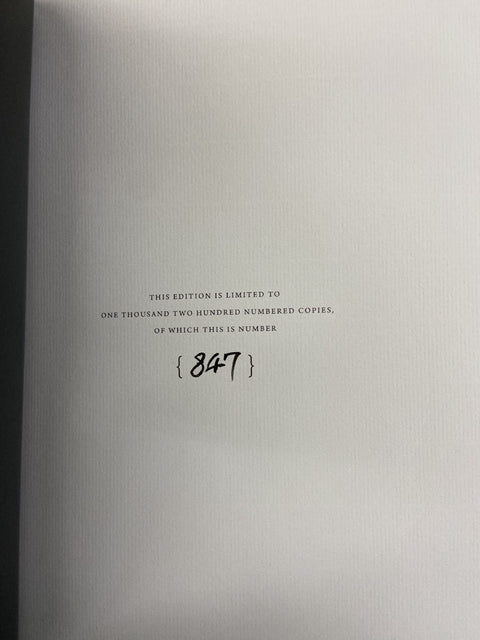 THIS EDITION IS LIMITED TO
ONE THOUSAND TWO HUNDRED NUMBERED COPIES,
OF WHICH THIS IS NUMBER
{ 847 }